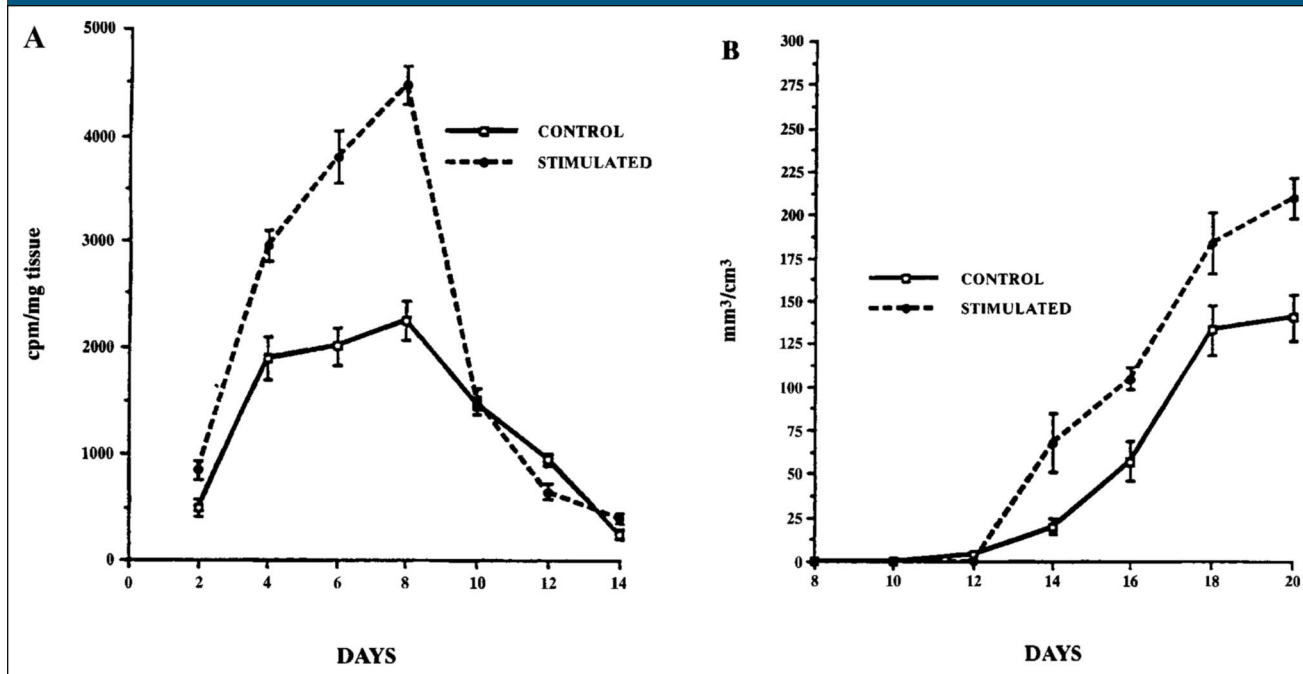 A
5000
4000
3000
2000
1000
0
cpm/mg tissue
CONTROL
STIMULATED
0 2 4 6 8 10 12 14
DAYS
B
300
275
250
225
200
175
150
125
100
75
50
25
0
mm³/cm³
CONTROL
STIMULATED
8 10 12 14 16 18 20
DAYS